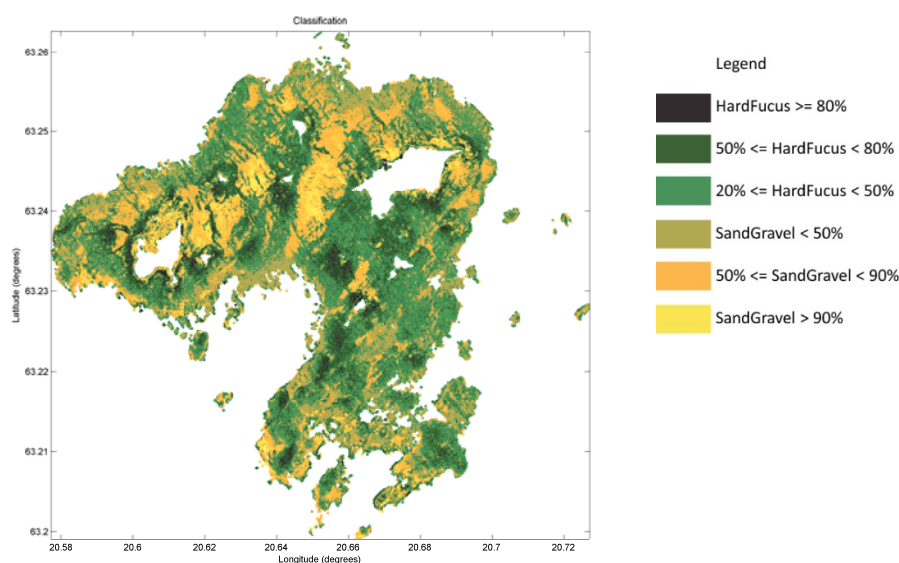 Classification
63.26
63.25
63.24
63.23
63.22
63.21
63.2
Latitude (degrees)
20.58 20.6 20.62 20.64 20.66 20.68 20.7 20.72
Longitude (degrees)
Legend
HardFucus >= 80%
50% <= HardFucus < 80%
20% <= HardFucus < 50%
SandGravel < 50%
50% <= SandGravel < 90%
SandGravel > 90%